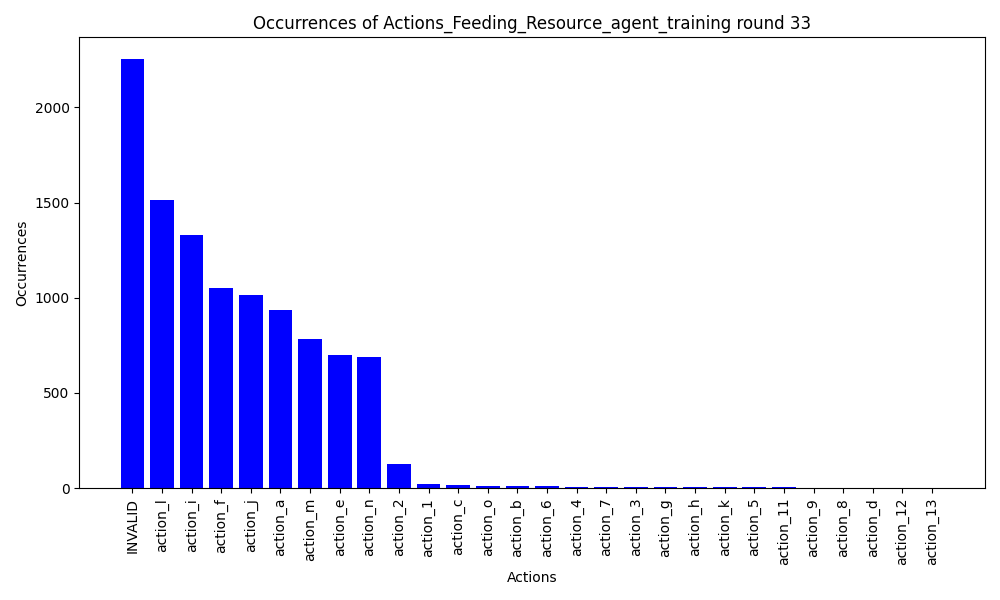 Occurrences of Actions_Feeding_Resource_agent_training round 33
Occurrences
2000
1500
1000
500
0
INVALID
action_l
action_i
action_f
action_j
action_a
action_m
action_e
action_n
action_2
action_1
action_c
action_o
action_b
action_6
action_4
action_7
action_3
action_g
action_h
action_k
action_5
action_11
action_9
action_8
action_d
action_12
action_13
Actions